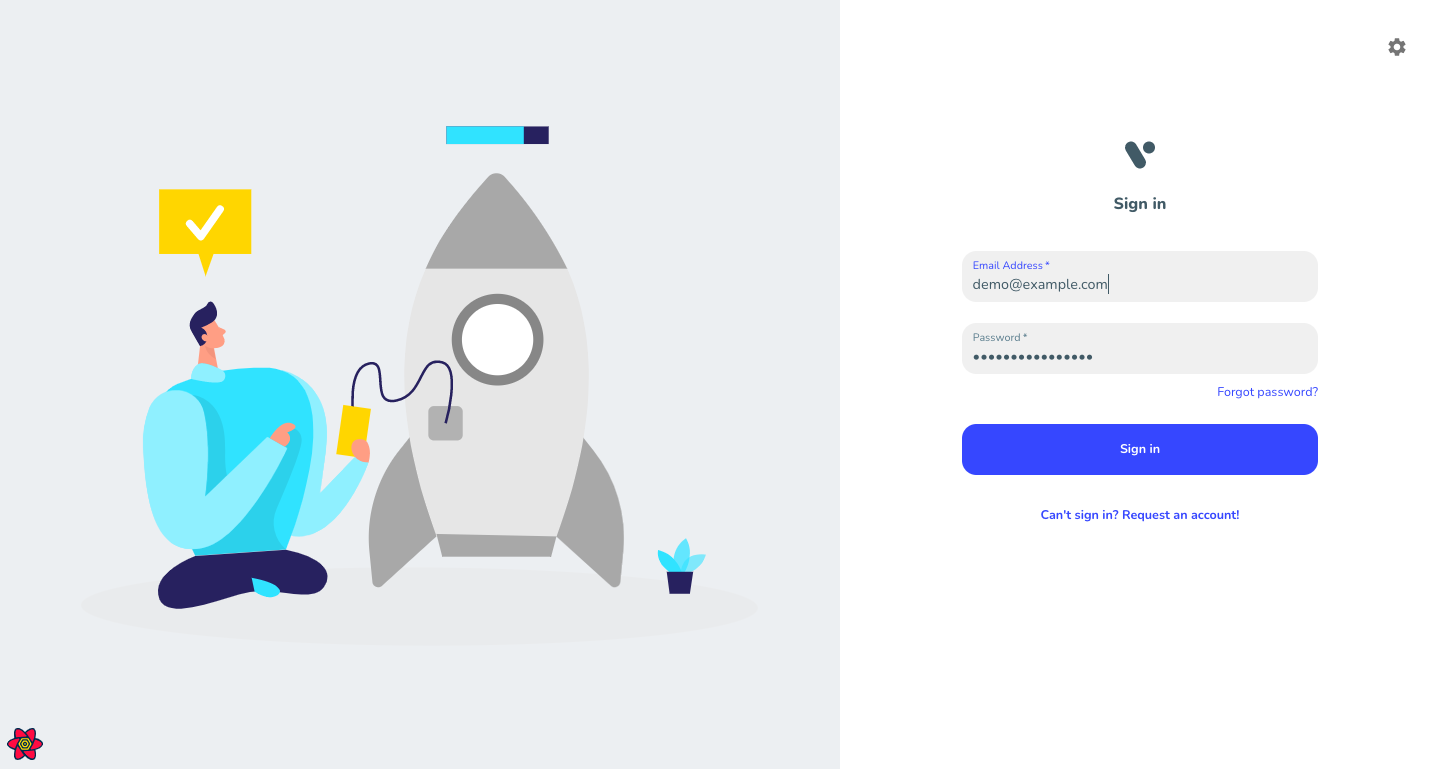 Sign in
Email Address *
demo@example.com
Password *
••••••••••••••••
Forgot password?
Sign in
Can't sign in? Request an account!